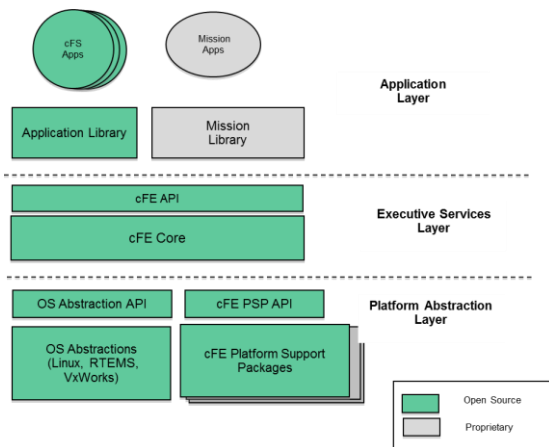 cFS
Apps
Mission
Apps
Application
Layer
Application Library
Mission
Library
cFE API
Executive Services
Layer
cFE Core
OS Abstraction API
cFE PSP API
Platform Abstraction
Layer
OS Abstractions
(Linux, RTEMS,
VxWorks)
cFE Platform Support
Packages
Open Source
Proprietary